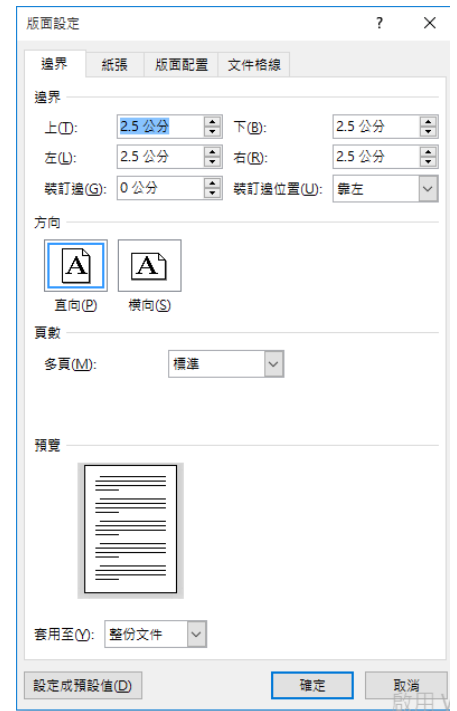 版面設定 ? ×
邊界 紙張 版面配置 文件格線
邊界
上(T): 2.5 公分 下(B): 2.5 公分
左(L): 2.5 公分 右(R): 2.5 公分
裝訂邊(G): 0 公分 裝訂邊位置(U): 靠左
方向
A A
直向(P) 橫向(S)
頁數
多頁(M): 標準
預覽
套用至(Y): 整份文件
設定成預設值(D) 確定 取消
啟用 V